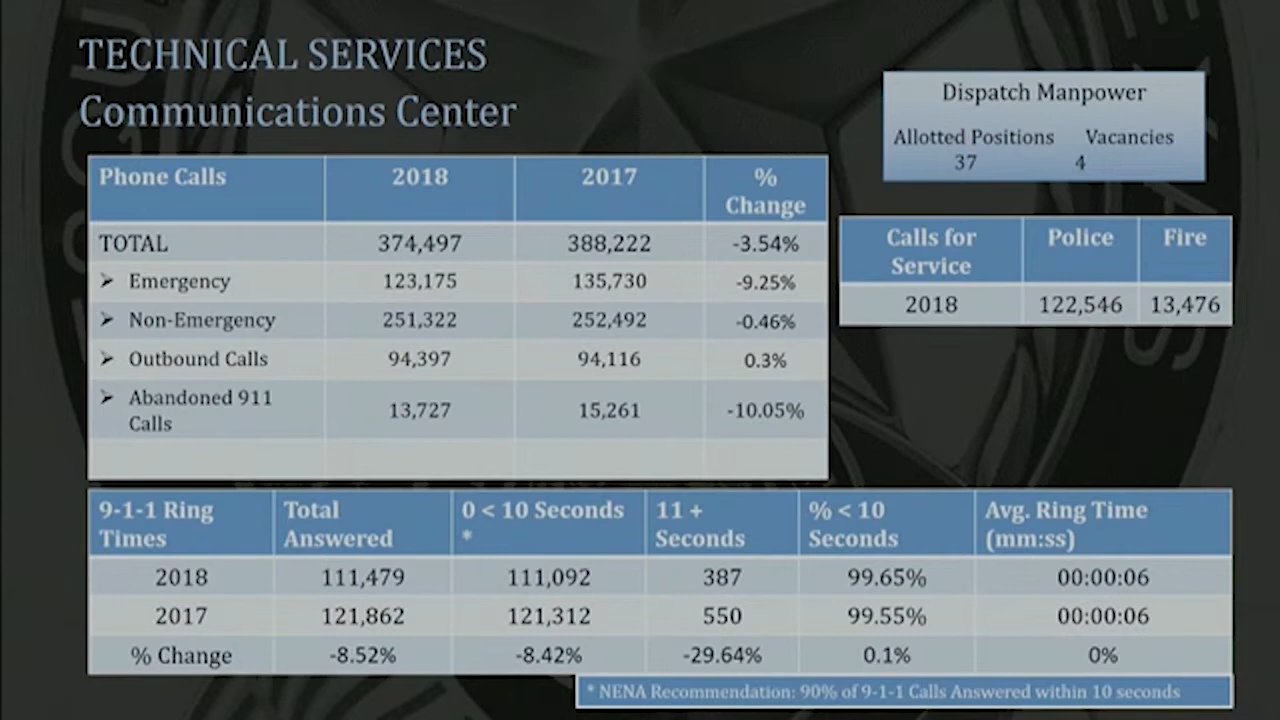 TECHNICAL SERVICES
Communications Center
Dispatch Manpower
Allotted Positions Vacancies
37 4
Phone Calls 2018 2017 % Change
TOTAL 374,497 388,222 -3.54%
➢ Emergency 123,175 135,730 -9.25%
➢ Non-Emergency 251,322 252,492 -0.46%
➢ Outbound Calls 94,397 94,116 0.3%
➢ Abandoned 911 Calls 13,727 15,261 -10.05%
Calls for Service Police Fire
2018 122,546 13,476
9-1-1 Ring Times Total Answered 0 < 10 Seconds * 11 + Seconds % < 10 Seconds Avg. Ring Time (mm:ss)
2018 111,479 111,092 387 99.65% 00:00:06
2017 121,862 121,312 550 99.55% 00:00:06
% Change -8.52% -8.42% -29.64% 0.1% 0%
* NENA Recommendation: 90% of 9-1-1 Calls Answered within 10 seconds